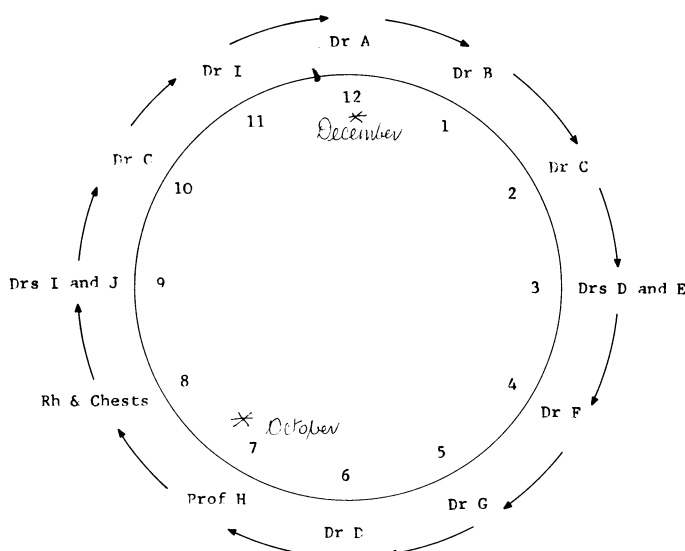 Dr A
Dr I
Dr B
12
December
11
1
Dr C
Dr C
10
2
Drs I and J
9
3
Drs D and E
8
4
Rh & Chests
Dr F
October
7
5
6
Prof H
Dr G
Dr D